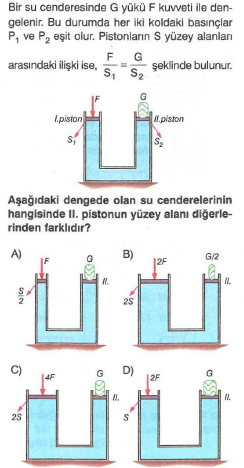 Bir su cenderesinde G yükü F kuvveti ile den-
gelenir. Bu durumda her iki koldaki basınçlar
P₁ ve P₂ eşit olur. Pistonların S yüzey alanları
arasındaki ilişki ise, F/S₁ = G/S₂ şeklinde bulunur.
F G
I.piston II.piston
S₁ S₂
Aşağıdaki dengede olan su cenderelerinin
hangisinde II. pistonun yüzey alanı diğerle-
rinden farklıdır?
A) F G II. S/2
B) 2F G/2 II. 2S
C) 4F G II. 2S
D) 2F G II. S